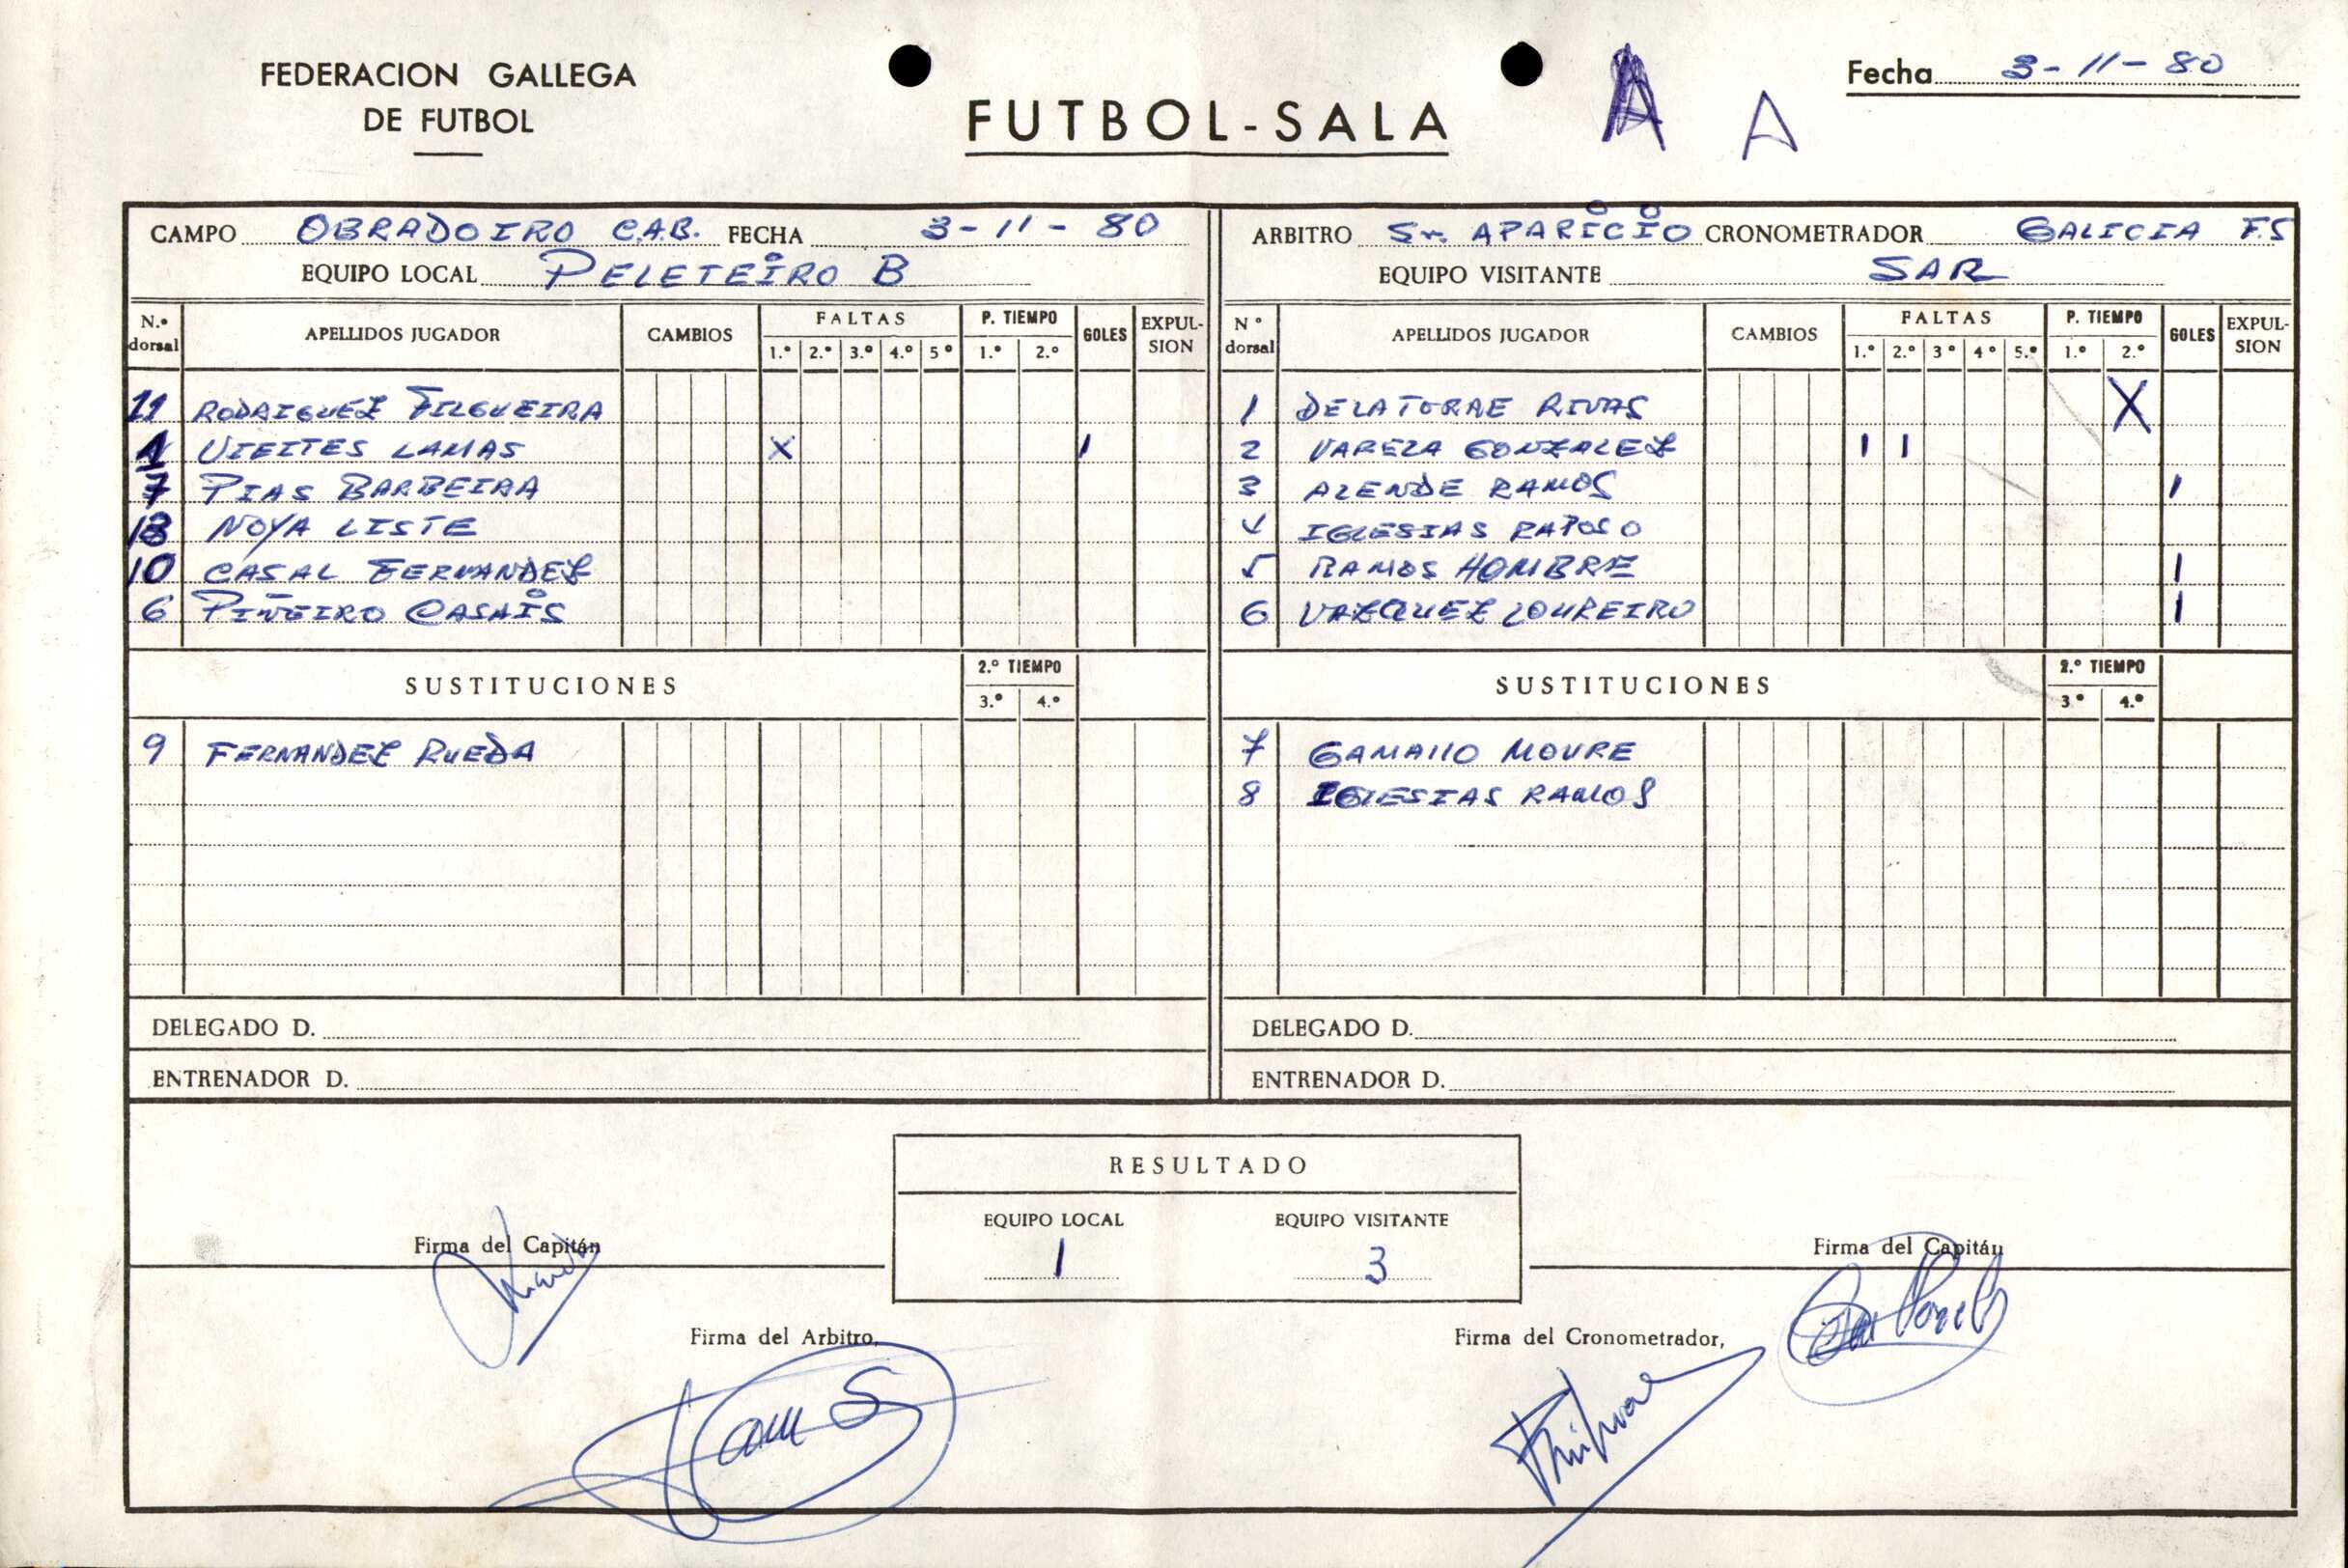 FEDERACION GALLEGA
DE FUTBOL
FUTBOL-SALA
A A
Fecha 3-11-80
CAMPO OBRADOIRO C.A.B. FECHA 3-11-80
EQUIPO LOCAL PELETEIRO B
N.º dorsal APELLIDOS JUGADOR CAMBIOS FALTAS 1.º 2.º 3.º 4.º 5º P. TIEMPO 1.º 2.º GOLES EXPULSION
11 RODRIGUEZ FILGUEIRA
1 VIEITES LAMAS X 1
7 PIAS BARBEIRA
18 NOYA LISTE
10 CASAL FERNANDEZ
6 PIÑEIRO CASAIS
SUSTITUCIONES 2.º TIEMPO 3.º 4.º
9 FERNANDEZ RUEDA
DELEGADO D.
ENTRENADOR D.
ARBITRO Sr. APARICIO CRONOMETRADOR GALICIA F.S
EQUIPO VISITANTE SAR
Nº dorsal APELLIDOS JUGADOR CAMBIOS FALTAS 1.º 2.º 3º 4º 5.º P. TIEMPO 1.º 2.º GOLES EXPULSION
1 DELATORRE RIVAS X
2 VARELA GONZALEZ 1 1
3 ALENDE RAMOS 1
4 IGLESIAS RAPOSO
5 RAMOS HOMBRE 1
6 VAZQUEZ LOUREIRO 1
SUSTITUCIONES 2.º TIEMPO 3º 4.º
7 GAMALLO MOURE
8 IGLESIAS RAMOS
DELEGADO D.
ENTRENADOR D.
RESULTADO
EQUIPO LOCAL EQUIPO VISITANTE
1 3
Firma del Capitán
Firma del Capitán
Firma del Arbitro,
Firma del Cronometrador,